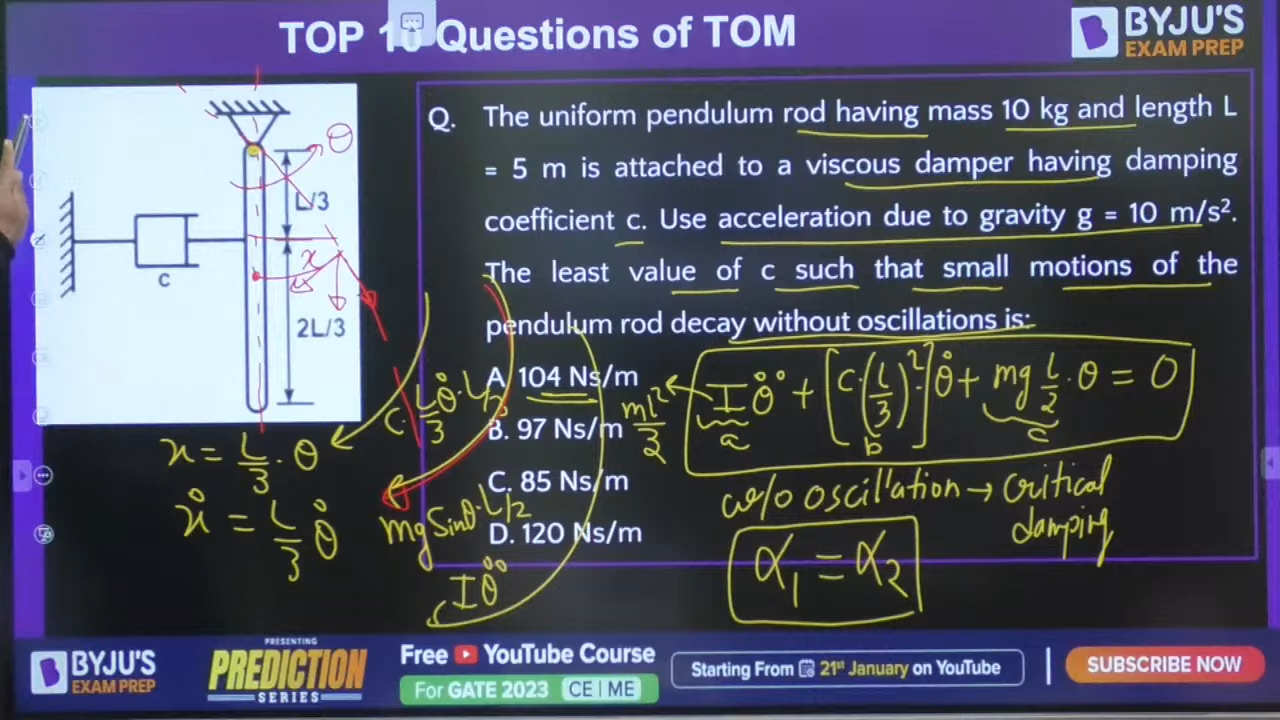 TOP 10 Questions of TOM
BYJU'S
EXAM PREP
Q. The uniform pendulum rod having mass 10 kg and length L
= 5 m is attached to a viscous damper having damping
coefficient c. Use acceleration due to gravity g = 10 m/s².
The least value of c such that small motions of the
pendulum rod decay without oscillations is:
A. 104 Ns/m
B. 97 Ns/m
C. 85 Ns/m
D. 120 Ns/m
θ
L/3
x
c
2L/3
x = L/3 · θ
ẋ = L/3 θ̇
c · L/3 θ̇ · L/3
mg Sinθ · L/2
Iθ̈
mL²/3
Iθ̈ + [c·(L/3)²]θ̇ + mg L/2 · θ = 0
a
b
c
w/o oscillation → Critical
damping
α₁ = α₂
BYJU'S
EXAM PREP
PRESENTING
PREDICTION
SERIES
Free YouTube Course
For GATE 2023 CE | ME
Starting From 21st January on YouTube
SUBSCRIBE NOW